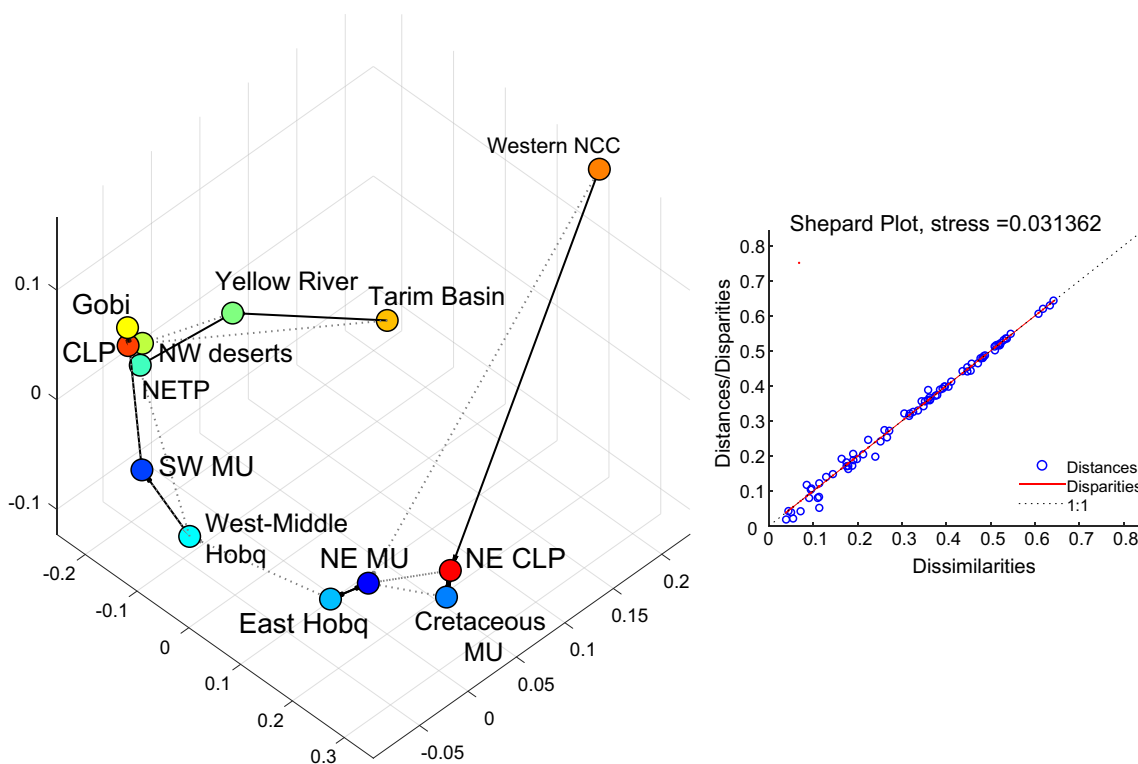 Western NCC
Yellow River
Tarim Basin
Gobi
CLP
NW deserts
NETP
SW MU
West-Middle
Hobq
NE MU
NE CLP
East Hobq
Cretaceous
MU
0.1
0
-0.1
-0.2
-0.1
0
0.1
0.2
0.3
-0.05
0
0.05
0.1
0.15
0.2
Shepard Plot, stress =0.031362
Distances/Disparities
0.8
0.7
0.6
0.5
0.4
0.3
0.2
0.1
0
Distances
Disparities
1:1
0 0.1 0.2 0.3 0.4 0.5 0.6 0.7 0.8
Dissimilarities